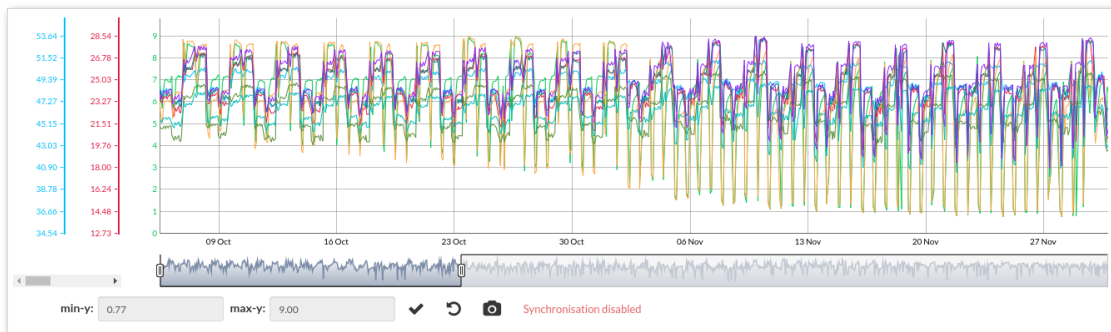 53.64 28.54 9
51.52 26.78 8
49.39 25.03 7
47.27 23.27 6
45.15 21.51 5
43.03 19.76 4
40.90 18.00 3
38.78 16.24 2
36.66 14.48 1
34.54 12.73 0
09 Oct 16 Oct 23 Oct 30 Oct 06 Nov 13 Nov 20 Nov 27 Nov
min-y: 0.77 max-y: 9.00 Synchronisation disabled